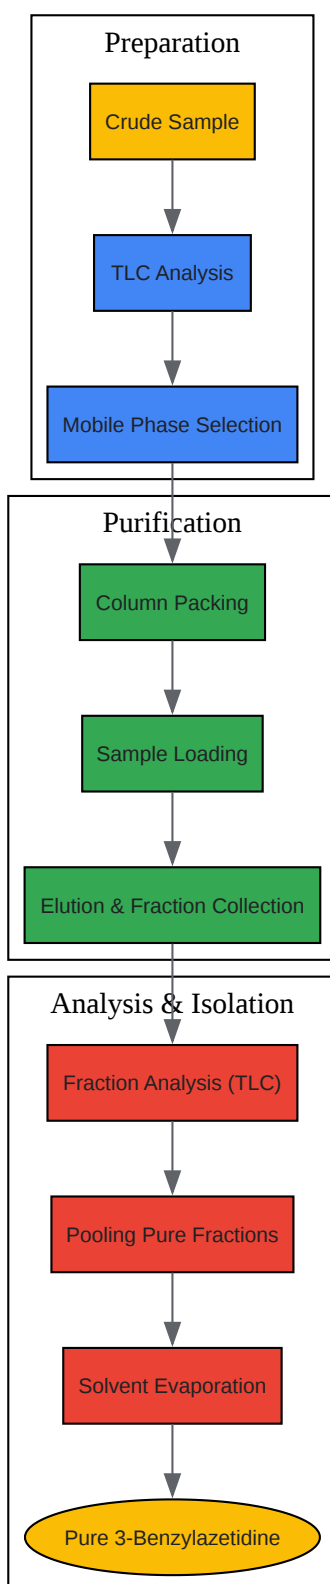 Preparation
Crude Sample
TLC Analysis
Mobile Phase Selection
Purification
Column Packing
Sample Loading
Elution & Fraction Collection
Analysis & Isolation
Fraction Analysis (TLC)
Pooling Pure Fractions
Solvent Evaporation
Pure 3-Benzylazetidine